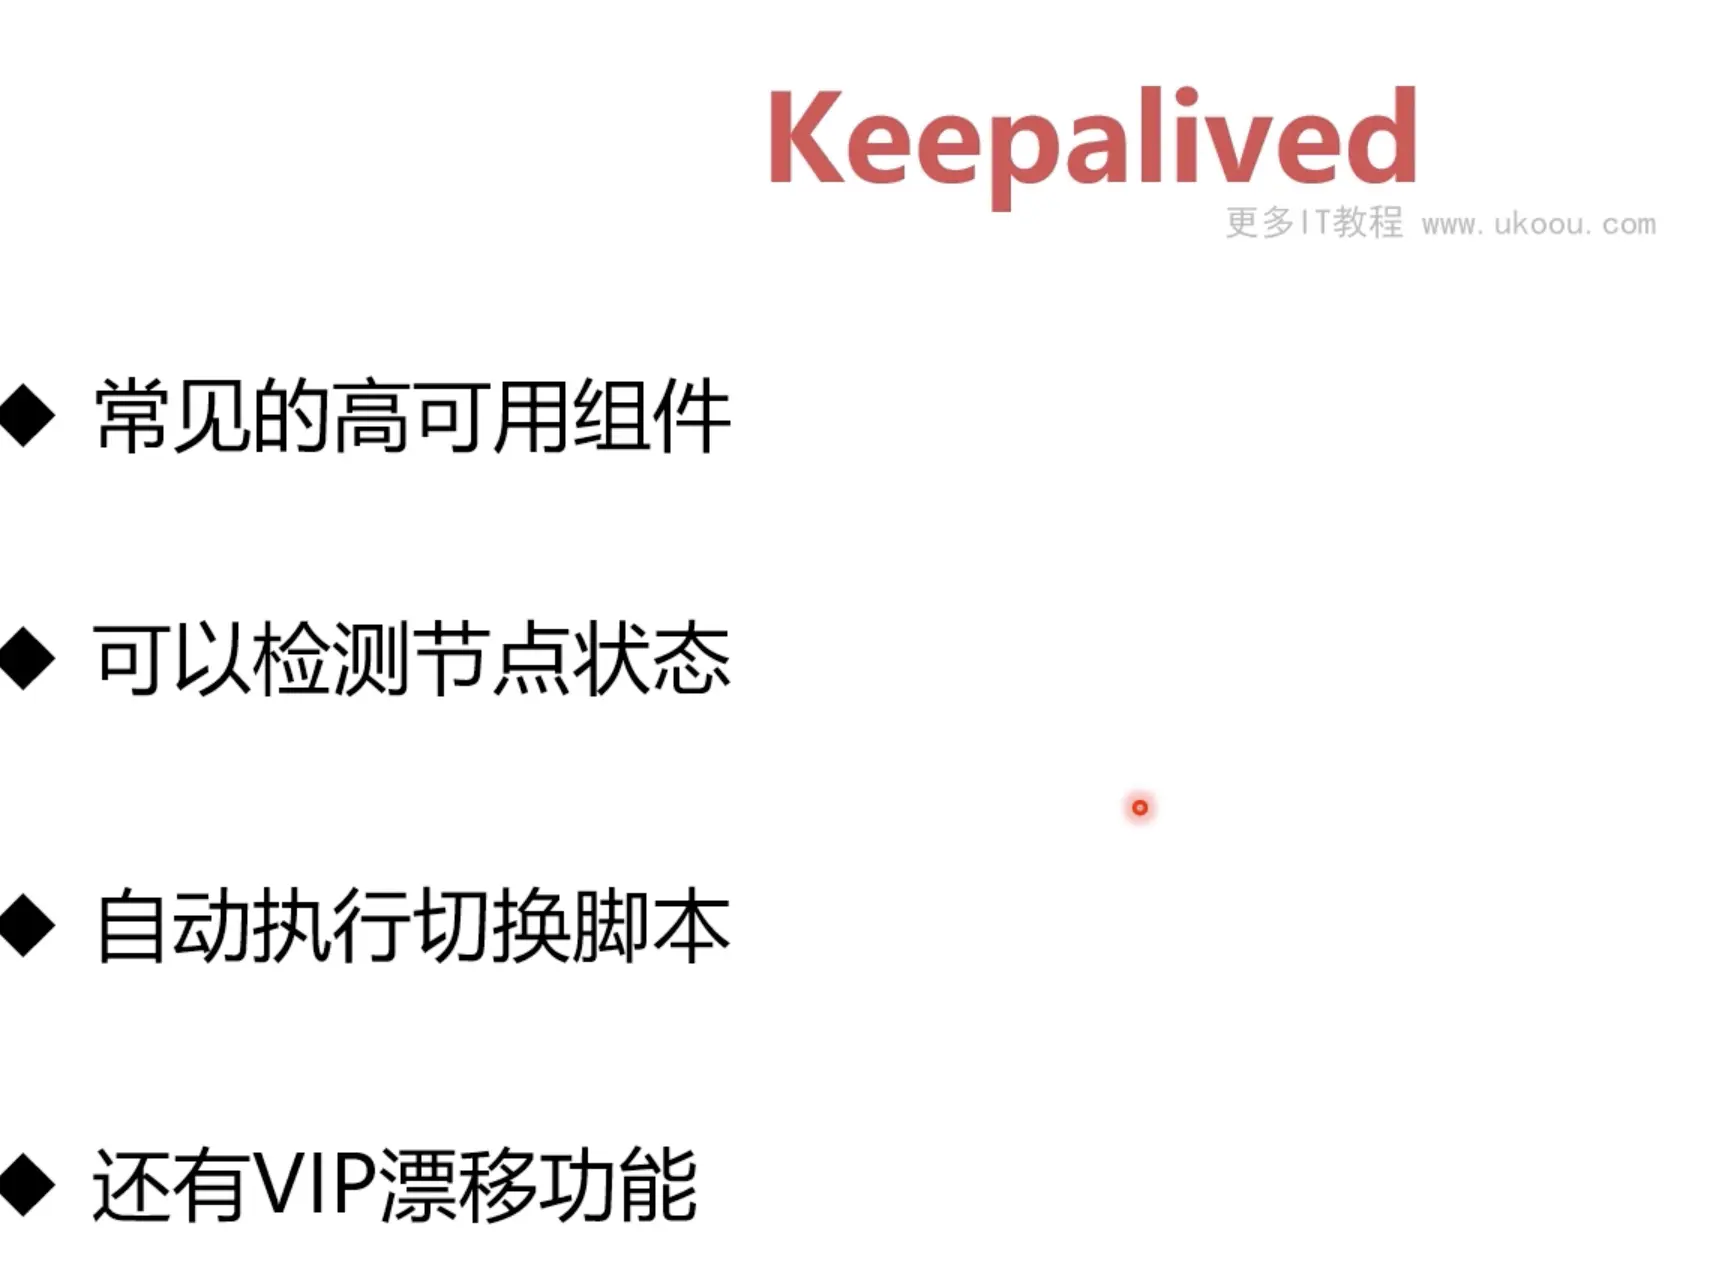 Keepalived
更多IT教程 www.ukoou.com
◆ 常见的高可用组件
◆ 可以检测节点状态
◆ 自动执行切换脚本
◆ 还有VIP漂移功能